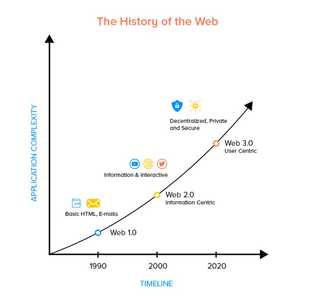 The History of the Web
APPLICATION COMPLEXITY
Decentralized, Private
and Secure
Web 3.0
User Centric
Information & Interactive
Web 2.0
Information Centric
Basic HTML, E-mails
Web 1.0
1990
2000
2020
TIMELINE